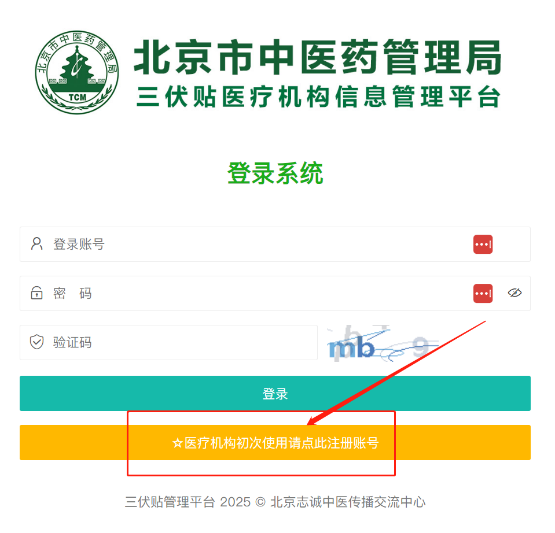 北京市中医药管理局
TCM
北京市中医药管理局
三伏贴医疗机构信息管理平台
登录系统
登录账号
密 码
验证码
登录
☆医疗机构初次使用请点此注册账号
三伏贴管理平台 2025 © 北京志诚中医传播交流中心